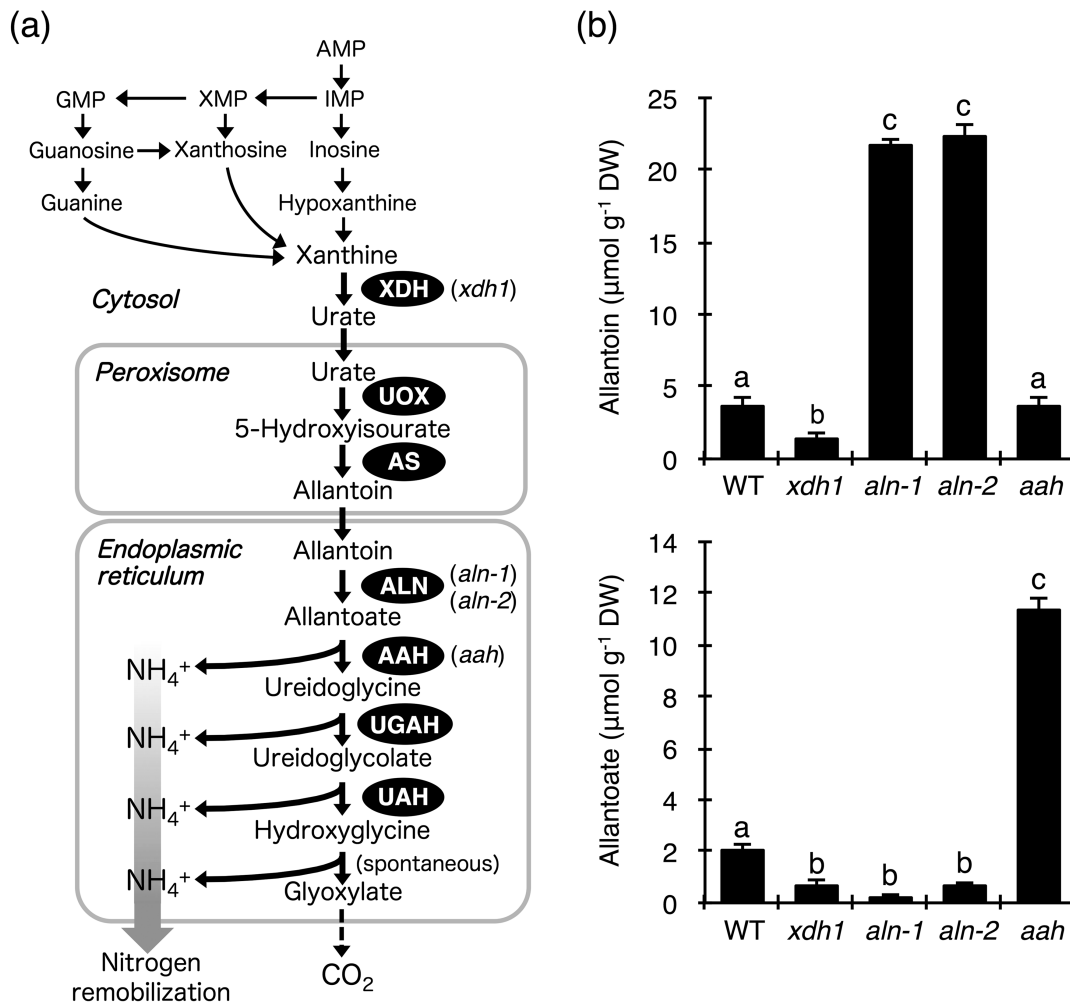 (a)
AMP
GMP XMP IMP
Guanosine Xanthosine Inosine
Guanine Hypoxanthine
Xanthine
XDH (xdh1)
Cytosol
Urate
Peroxisome
Urate
UOX
5-Hydroxyisourate
AS
Allantoin
Endoplasmic
reticulum
Allantoin
ALN (aln-1)
(aln-2)
Allantoate
AAH (aah)
NH₄⁺
Ureidoglycine
UGAH
NH₄⁺
Ureidoglycolate
UAH
NH₄⁺
Hydroxyglycine
(spontaneous)
NH₄⁺
Glyoxylate
Nitrogen
remobilization
CO₂
(b)
Allantoin (µmol g⁻¹ DW)
25
20
15
10
5
0
a
b
c
c
a
WT xdh1 aln-1 aln-2 aah
Allantoate (µmol g⁻¹ DW)
14
12
10
8
6
4
2
0
a
b
b
b
c
WT xdh1 aln-1 aln-2 aah